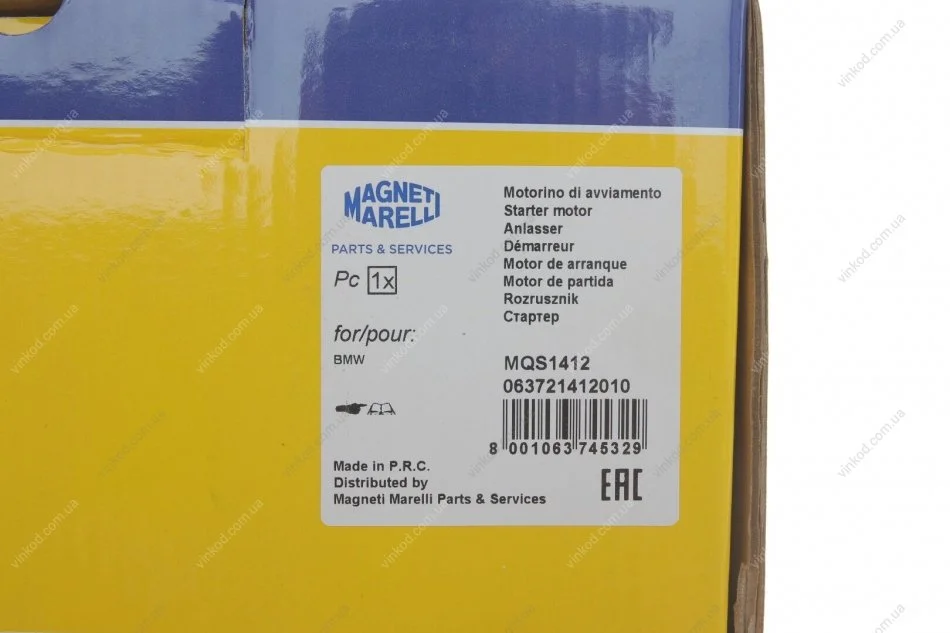 MAGNETI
MARELLI
PARTS & SERVICES
Pc 1x
for/pour:
BMW
Motorino di avviamento
Starter motor
Anlasser
Démarreur
Motor de arranque
Motor de partida
Rozrusznik
Стартер
MQS1412
063721412010
8 001063 745329
Made in P.R.C.
Distributed by
Magneti Marelli Parts & Services
EAC
vinkod.com.ua